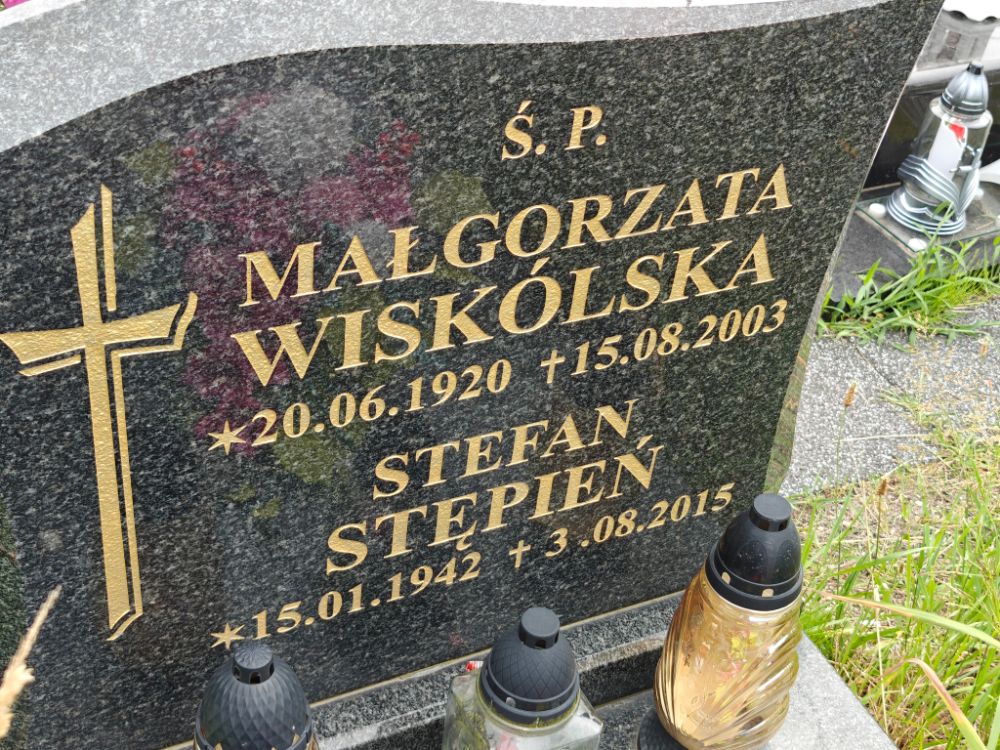 Ś. P.
MAŁGORZATA
WISKÓLSKA
★20.06.1920 ✝15.08.2003
STEFAN
STĘPIEŃ
★15.01.1942 ✝3.08.2015